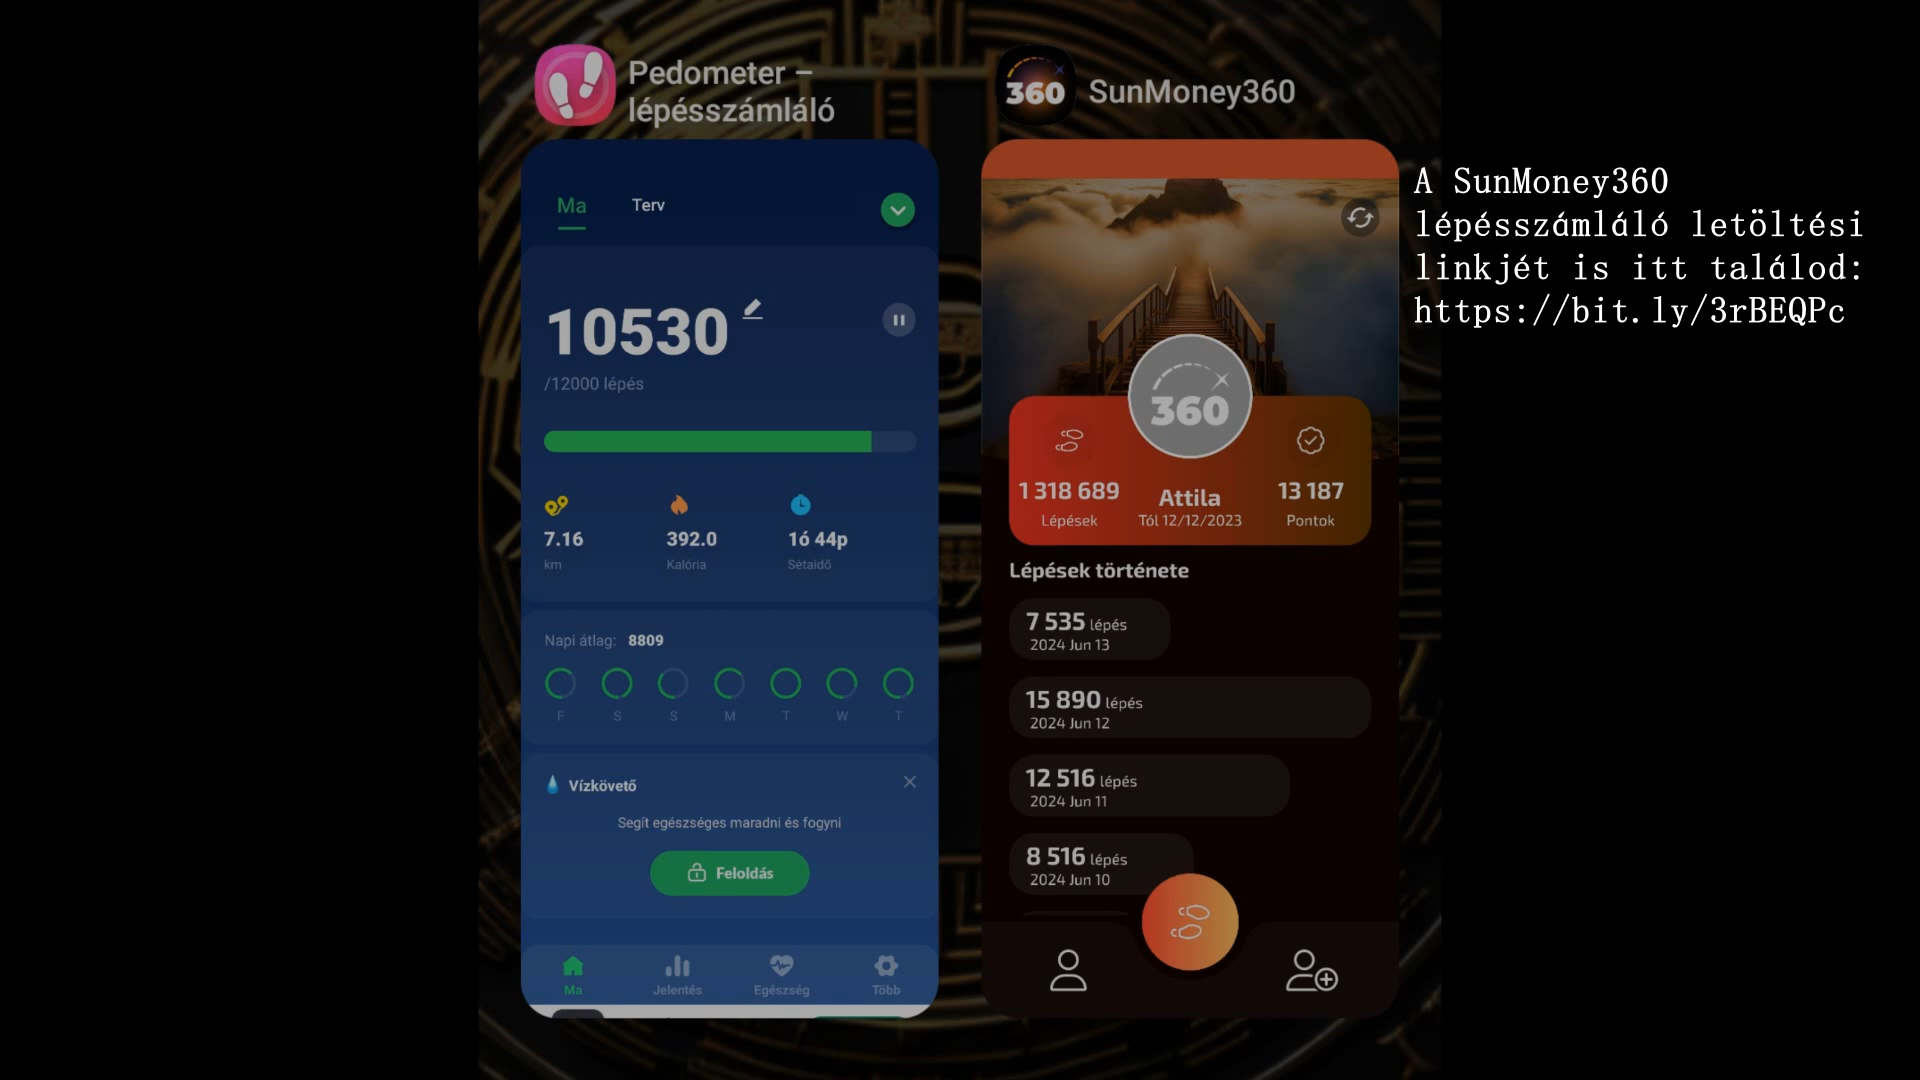 Pedometer –
lépésszámláló
Ma
Terv
10530
/12000 lépés
7.16
392.0
1ó 44p
km
Kalória
Sétaidő
Napi átlag: 8809
F S S M T W T
Vízkövető
Segít egészséges maradni és fogyni
Feloldás
Ma
Jelentés
Egészség
Több
360
SunMoney360
360
1 318 689
Attila
13 187
Lépések
Tól 12/12/2023
Pontok
Lépések története
7 535 lépés
2024 Jun 13
15 890 lépés
2024 Jun 12
12 516 lépés
2024 Jun 11
8 516 lépés
2024 Jun 10
A SunMoney360
lépésszámláló letöltési
linkjét is itt találod:
https://bit.ly/3rBEQPc